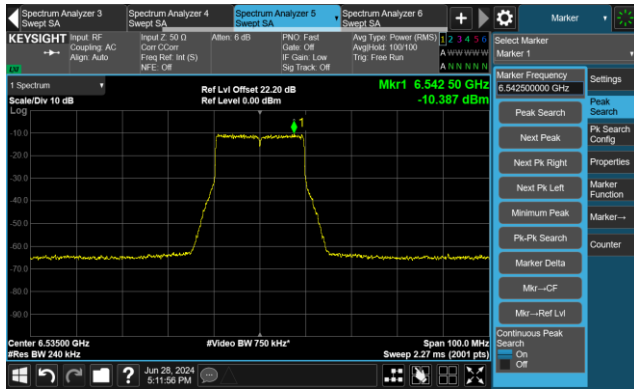 Spectrum Analyzer 3
Swept SA
Spectrum Analyzer 4
Swept SA
Spectrum Analyzer 5
Swept SA
Spectrum Analyzer 6
Swept SA
+
Marker
KEYSIGHT
Input: RF
Coupling: AC
Align: Auto
Input Z: 50 Ω
Corr CCorr
Freq Ref: Int (S)
NFE: Off
Atten: 6 dB
PNO: Fast
Gate: Off
IF Gain: Low
Sig Track: Off
Avg Type: Power (RMS)
Avg|Hold: 100/100
Trig: Free Run
1 2 3 4 5 6
A W W W W W
A N N N N N
Select Marker
Marker 1
1 Spectrum
Scale/Div 10 dB
Log
Ref Lvl Offset 22.20 dB
Ref Level 0.00 dBm
Mkr1 6.542 50 GHz
-10.387 dBm
1
-10.0
-20.0
-30.0
-40.0
-50.0
-60.0
-70.0
-80.0
-90.0
Center 6.53500 GHz
#Res BW 240 kHz
#Video BW 750 kHz*
Span 100.0 MHz
Sweep 2.27 ms (2001 pts)
Marker Frequency
6.542500000 GHz
Peak Search
Next Peak
Next Pk Right
Next Pk Left
Minimum Peak
Pk-Pk Search
Marker Delta
Mkr→CF
Mkr→Ref Lvl
Continuous Peak
Search
On
Off
Settings
Peak
Search
Pk Search
Config
Properties
Marker
Function
Marker→
Counter
?
Jun 28, 2024
5:11:56 PM